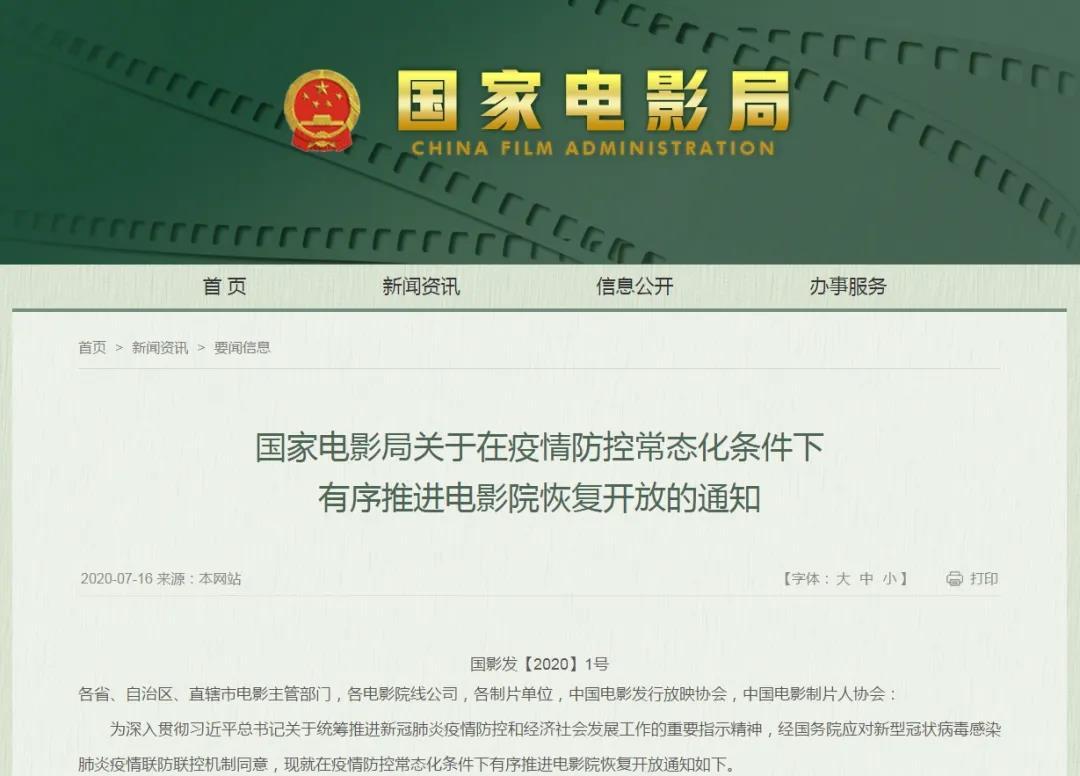 国家电影局
CHINA FILM ADMINISTRATION
首 页 新闻资讯 信息公开 办事服务
首页 > 新闻资讯 > 要闻信息
国家电影局关于在疫情防控常态化条件下
有序推进电影院恢复开放的通知
2020-07-16 来源：本网站 【字体：大 中 小】 打印
国影发【2020】1号
各省、自治区、直辖市电影主管部门，各电影院线公司，各制片单位，中国电影发行放映协会，中国电影制片人协会：
为深入贯彻习近平总书记关于统筹推进新冠肺炎疫情防控和经济社会发展工作的重要指示精神，经国务院应对新型冠状病毒感染
肺炎疫情联防联控机制同意，现就在疫情防控常态化条件下有序推进电影院恢复开放通知如下。